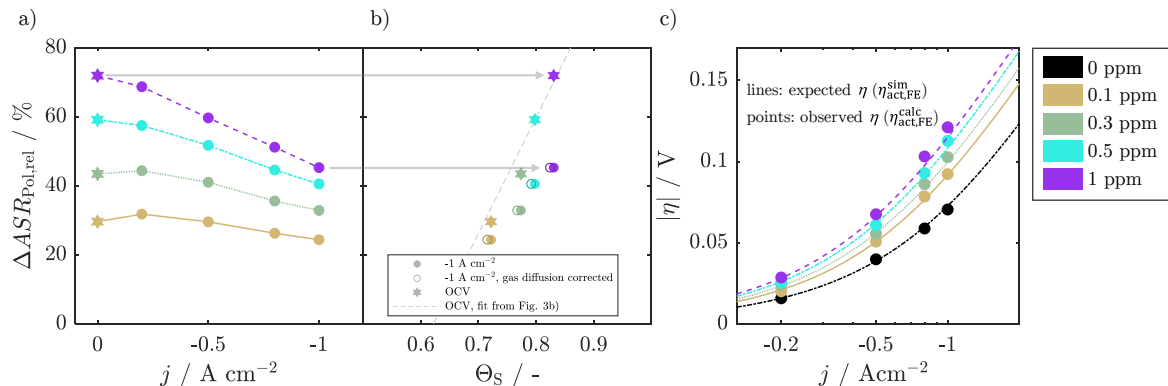 a)
b)
c)
80
60
40
20
0
ΔASR_Pol,rel / %
0
-0.5
-1
j / A cm⁻²
-1 A cm⁻²
-1 A cm⁻², gas diffusion corrected
OCV
OCV, fit from Fig. 3b)
0.6
0.7
0.8
0.9
Θ_S / -
0.15
0.1
0.05
0
|η| / V
lines: expected η (η^sim_act,FE)
points: observed η (η^calc_act,FE)
-0.2
-0.5
-1
j / Acm⁻²
0 ppm
0.1 ppm
0.3 ppm
0.5 ppm
1 ppm